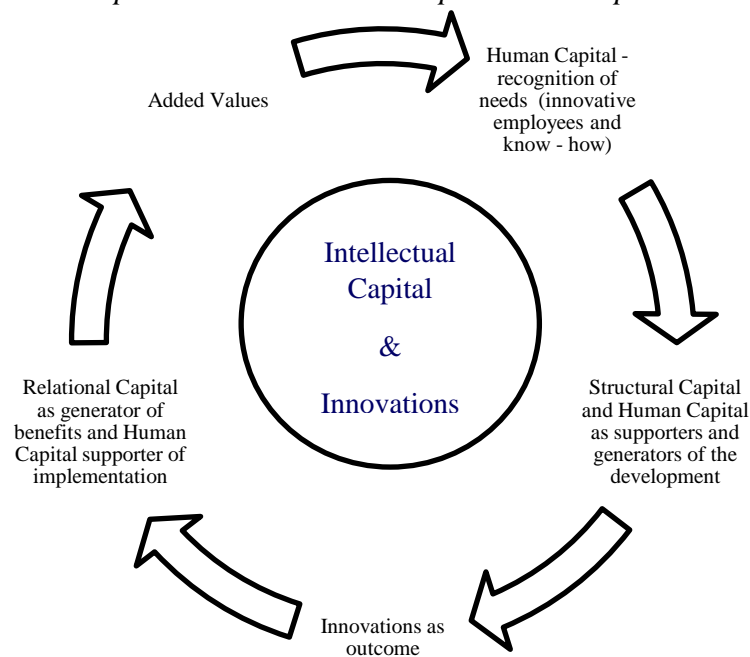 Human Capital -
recognition of
needs (innovative
employees and
know - how)
Added Values
Intellectual
Capital
&
Innovations
Structural Capital
and Human Capital
as supporters and
generators of the
development
Relational Capital
as generator of
benefits and Human
Capital supporter of
implementation
Innovations as
outcome